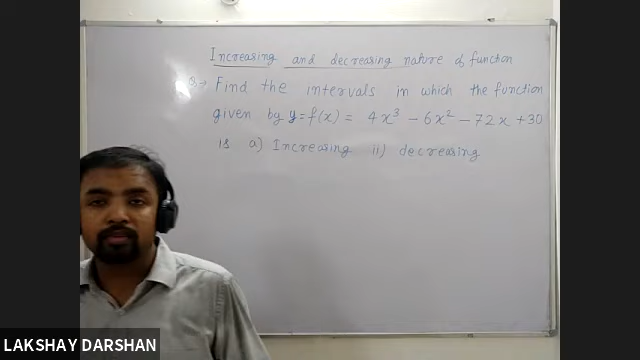 Increasing and decreasing nature of function
Q→ Find the intervals in which the function
given by y = f(x) = 4x³ - 6x² - 72x + 30
is a) Increasing ii) decreasing
LAKSHAY DARSHAN